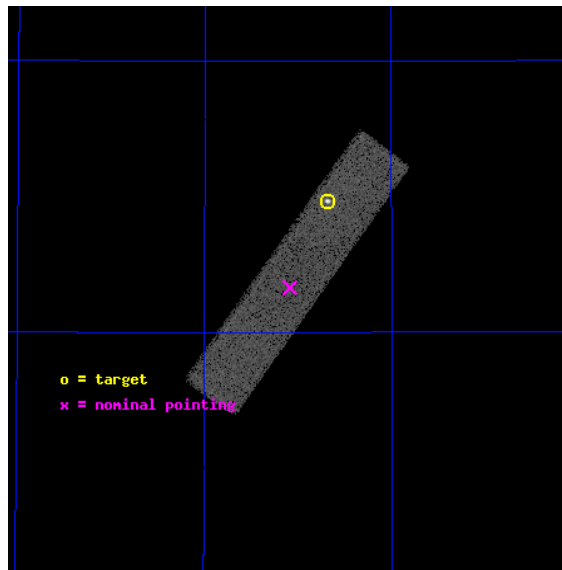 o = target
x = nominal pointing